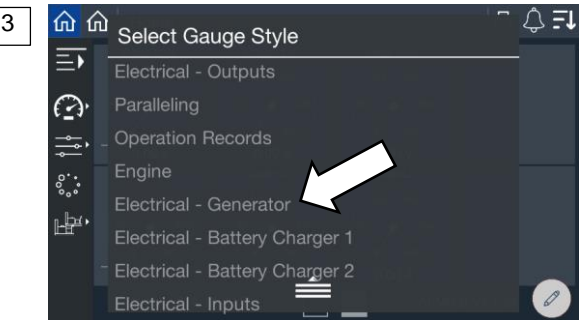 3
Select Gauge Style
Electrical - Outputs
Paralleling
Operation Records
Engine
Electrical - Generator
Electrical - Battery Charger 1
Electrical - Battery Charger 2
Electrical - Inputs